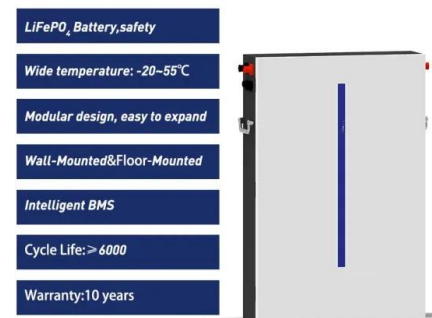 LiFePO₄ Battery,safety
Wide temperature: -20~55℃
Modular design, easy to expand
Wall-Mounted&Floor-Mounted
Intelligent BMS
Cycle Life:≥6000
Warranty:10 years